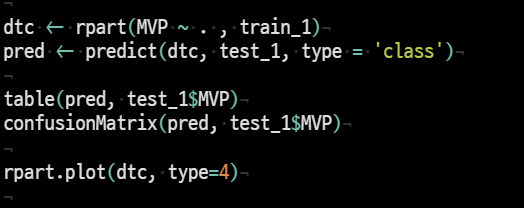 dtc <- rpart(MVP ~ . , train_1)
pred <- predict(dtc, test_1, type = 'class')
table(pred, test_1$MVP)
confusionMatrix(pred, test_1$MVP)
rpart.plot(dtc, type=4)